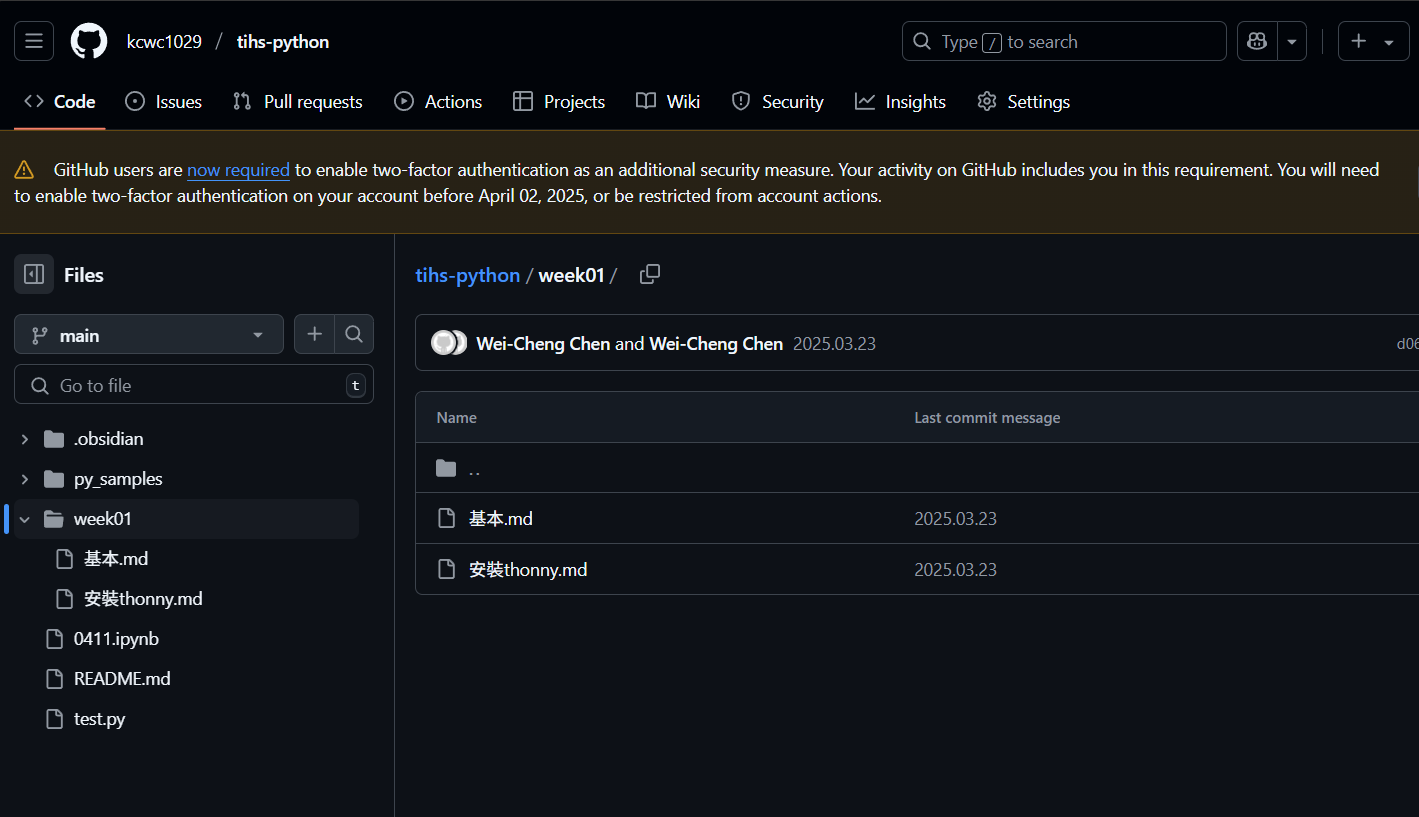 kcwc1029 / tihs-python
Type / to search
Code Issues Pull requests Actions Projects Wiki Security Insights Settings
GitHub users are now required to enable two-factor authentication as an additional security measure. Your activity on GitHub includes you in this requirement. You will need
to enable two-factor authentication on your account before April 02, 2025, or be restricted from account actions.
Files
main
Go to file t
.obsidian
py_samples
week01
基本.md
安裝thonny.md
0411.ipynb
README.md
test.py
tihs-python / week01 /
Wei-Cheng Chen and Wei-Cheng Chen 2025.03.23
Name Last commit message
..
基本.md 2025.03.23
安裝thonny.md 2025.03.23